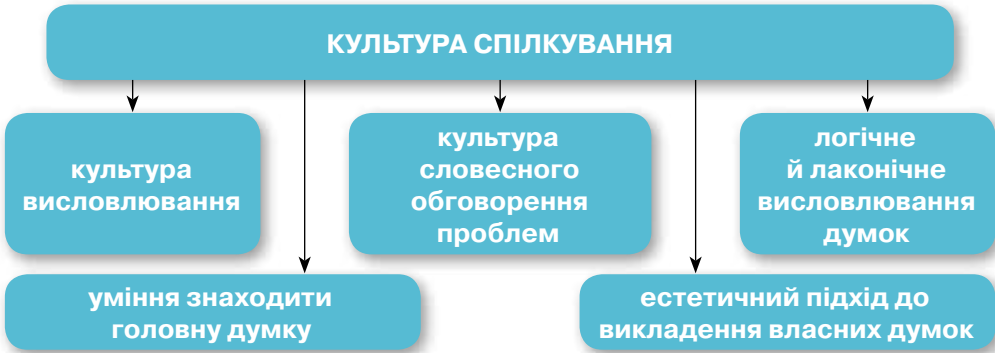 КУЛЬТУРА СПІЛКУВАННЯ
культура
висловлювання
культура
словесного
обговорення
проблем
логічне
й лаконічне
висловлювання
думок
уміння знаходити
головну думку
естетичний підхід до
викладення власних думок